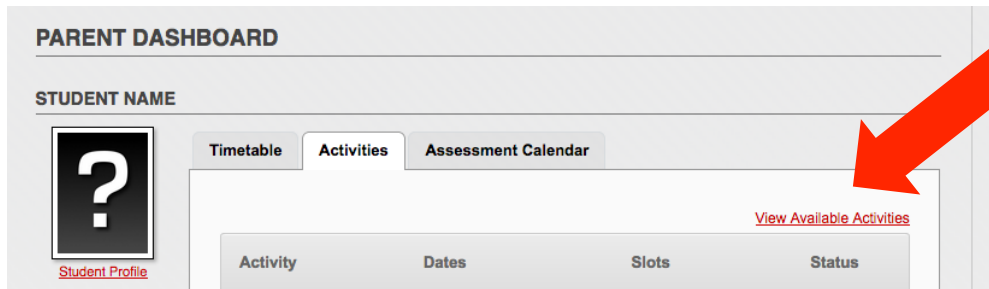 PARENT DASHBOARD
STUDENT NAME
?
Timetable Activities Assessment Calendar
View Available Activities
Student Profile
Activity Dates Slots Status